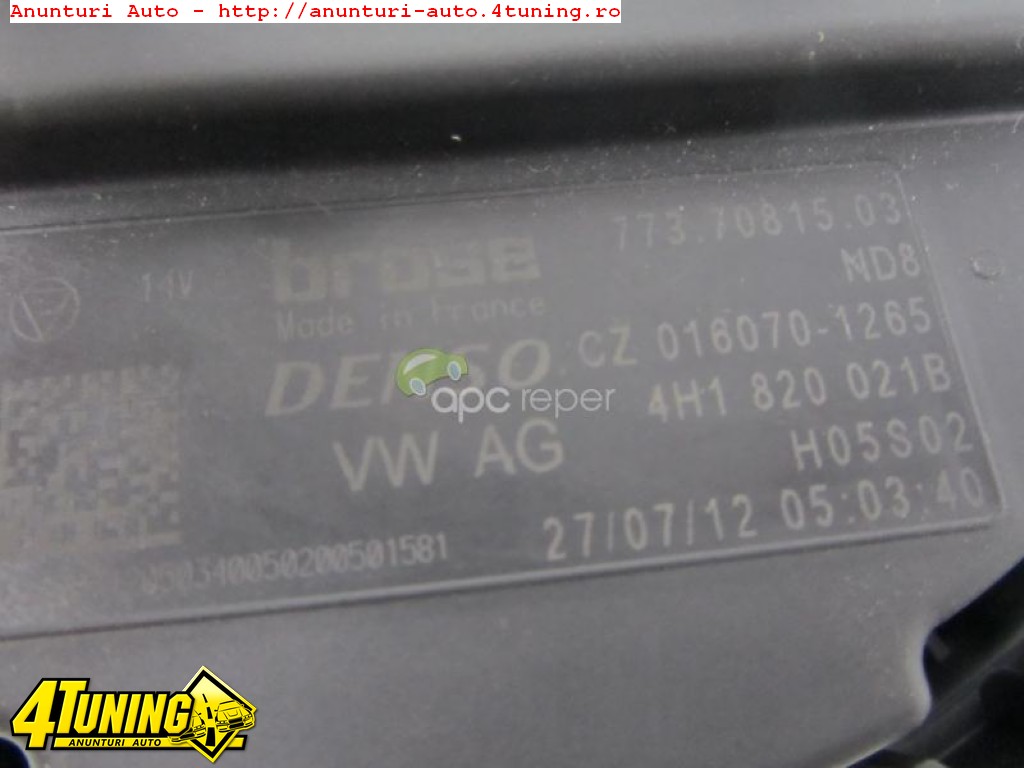 Anunturi Auto - http://anunturi-auto.4tuning.ro
773.70815.03
14V
brose
ND8
Made in France
DENSO
CZ 016070-1265
apc reper
4H1 820 021B
VW AG
H05S02
27/07/12 05:03:40
4TUNING
ANUNTURI AUTO